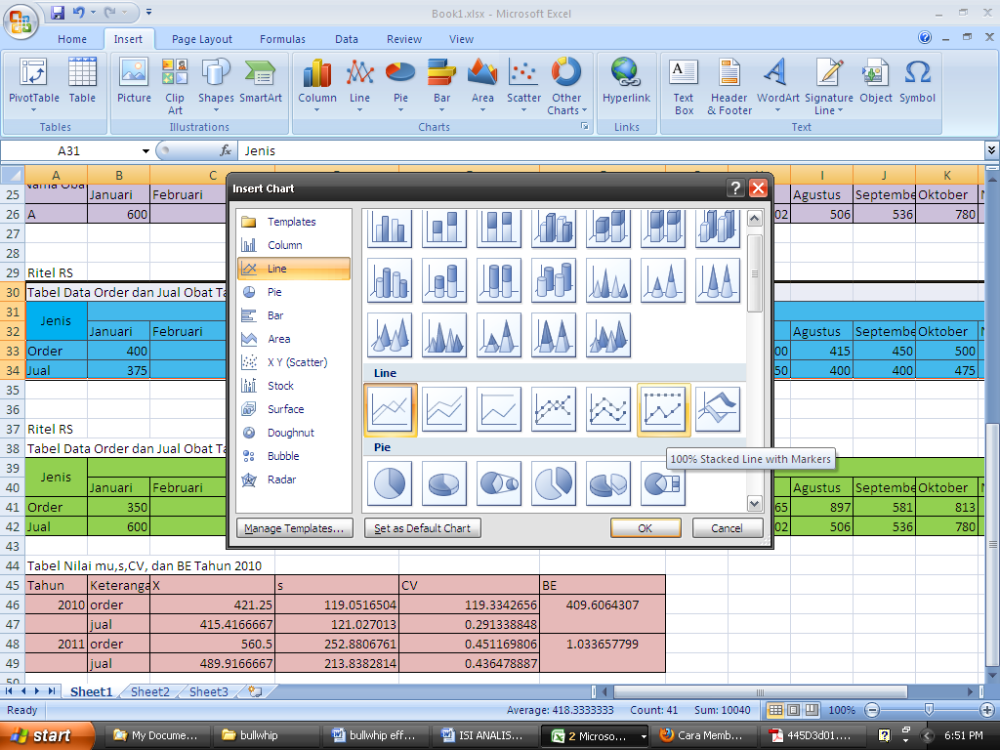 Book1.xlsx - Microsoft Excel
Home Insert Page Layout Formulas Data Review View
PivotTable Table Picture Clip Art Shapes SmartArt Column Line Pie Bar Area Scatter Other Charts Hyperlink Text Box Header & Footer WordArt Signature Line Object Symbol
Tables Illustrations Charts Links Text
A31 fx Jenis
A B C I J K
25 Januari Februari Agustus Septembe Oktober
26 A 600 02 506 536 780
27
28
29 Ritel RS
30 Tabel Data Order dan Jual Obat Ta
31 Jenis
32 Januari Februari Agustus Septembe Oktober
33 Order 400 00 415 450 500
34 Jual 375 50 400 400 475
35
36
37 Ritel RS
38 Tabel Data Order dan Jual Obat Ta
39 Jenis
40 Januari Februari Agustus Septembe Oktober
41 Order 350 65 897 581 813
42 Jual 600 02 506 536 780
43
44 Tabel Nilai mu,s,CV, dan BE Tahun 2010
45 Tahun Keteranga X s CV BE
46 2010 order 421.25 119.0516504 119.3342656 409.6064307
47 jual 415.4166667 121.027013 0.291338848
48 2011 order 560.5 252.8806761 0.451169806 1.033657799
49 jual 489.9166667 213.8382814 0.436478887
Insert Chart
Templates
Column
Line
Pie
Bar
Area
X Y (Scatter)
Stock
Surface
Doughnut
Bubble
Radar
Line
Pie
100% Stacked Line with Markers
Manage Templates... Set as Default Chart OK Cancel
Sheet1 Sheet2 Sheet3
Ready Average: 418.3333333 Count: 41 Sum: 10040 100%
start My Docume... bullwhip bullwhip eff... ISI ANALIS... 2 Microso... Cara Memb... 445D3d01.... 6:51 PM